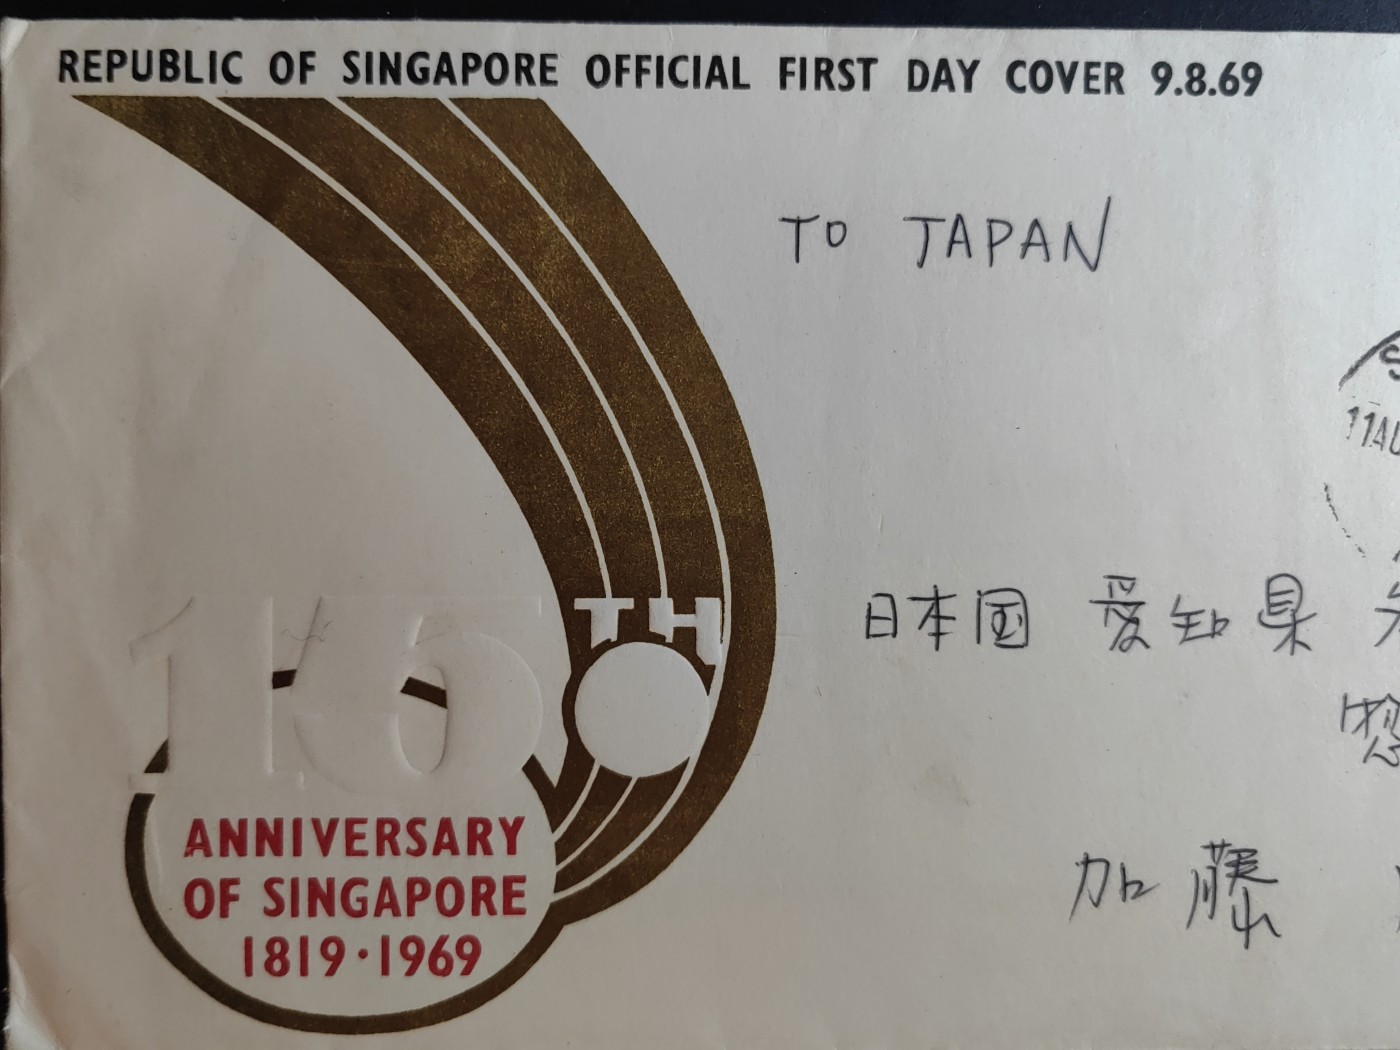 REPUBLIC OF SINGAPORE OFFICIAL FIRST DAY COVER 9.8.69
TO JAPAN
11AU
日本国 愛知県
150TH
ANNIVERSARY
OF SINGAPORE
1819·1969
加藤